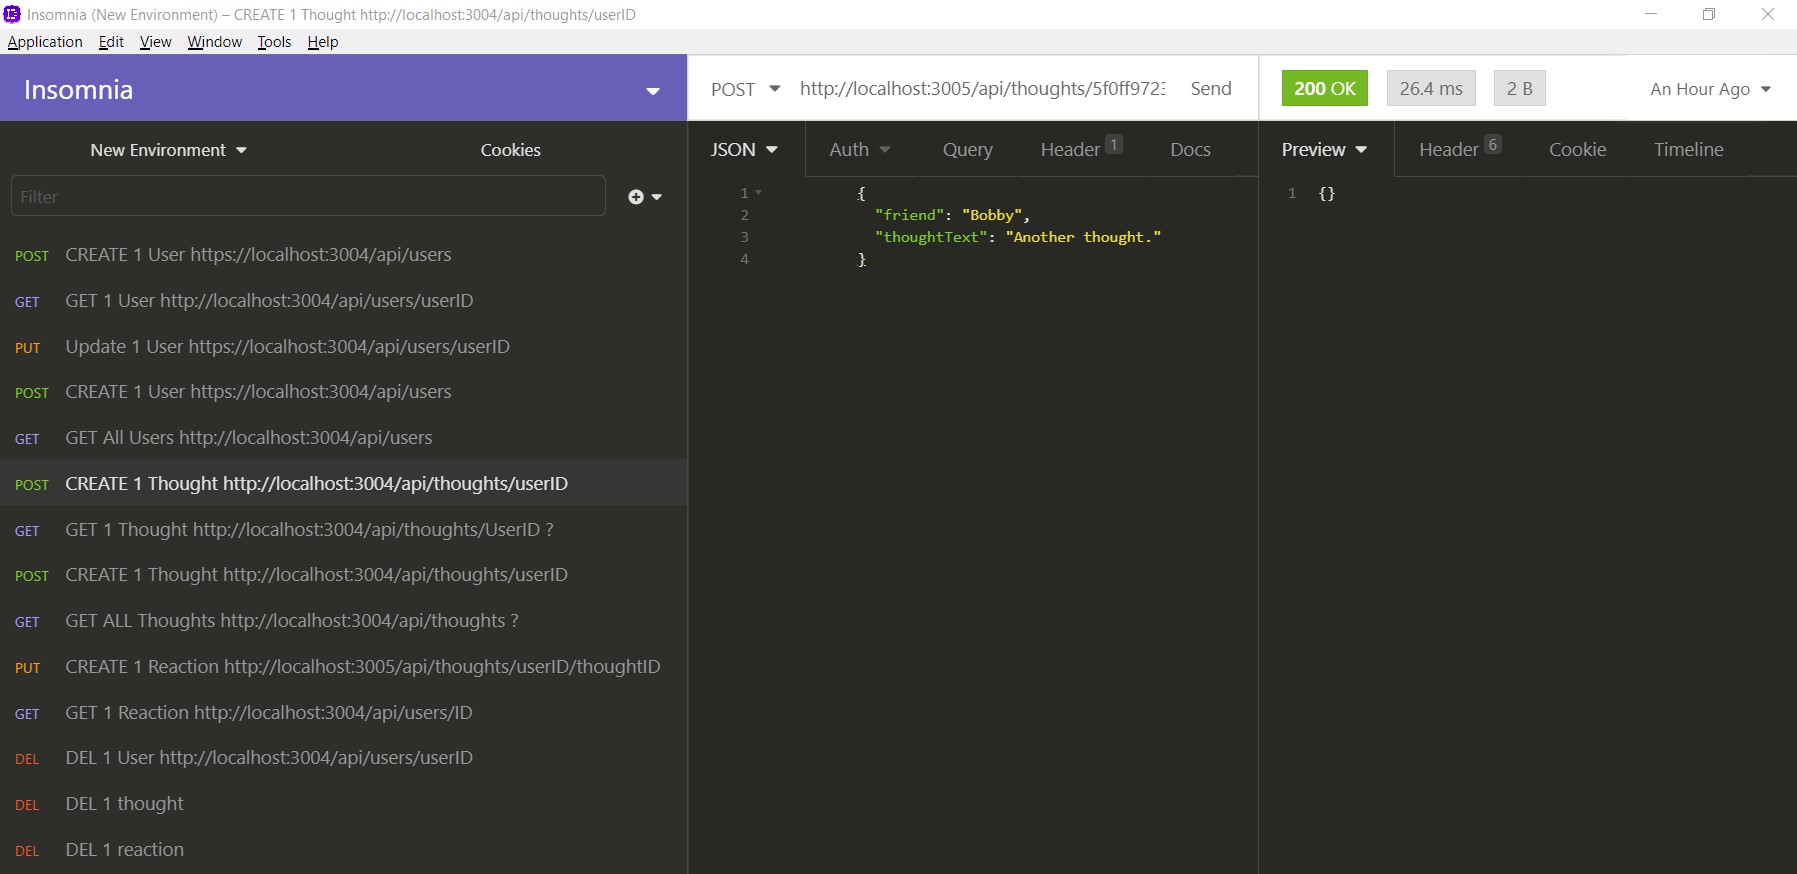 Insomnia (New Environment) – CREATE 1 Thought http://localhost:3004/api/thoughts/userID
Application Edit View Window Tools Help
Insomnia
New Environment Cookies
Filter
POST CREATE 1 User https://localhost:3004/api/users
GET GET 1 User http://localhost:3004/api/users/userID
PUT Update 1 User https://localhost:3004/api/users/userID
POST CREATE 1 User https://localhost:3004/api/users
GET GET All Users http://localhost:3004/api/users
POST CREATE 1 Thought http://localhost:3004/api/thoughts/userID
GET GET 1 Thought http://localhost:3004/api/thoughts/UserID ?
POST CREATE 1 Thought http://localhost:3004/api/thoughts/userID
GET GET ALL Thoughts http://localhost:3004/api/thoughts ?
PUT CREATE 1 Reaction http://localhost:3005/api/thoughts/userID/thoughtID
GET GET 1 Reaction http://localhost:3004/api/users/ID
DEL DEL 1 User http://localhost:3004/api/users/userID
DEL DEL 1 thought
DEL DEL 1 reaction
POST http://localhost:3005/api/thoughts/5f0ff9723 Send
JSON Auth Query Header 1 Docs
1 {
2 "friend": "Bobby",
3 "thoughtText": "Another thought."
4 }
200 OK 26.4 ms 2 B An Hour Ago
Preview Header 6 Cookie Timeline
1 {}